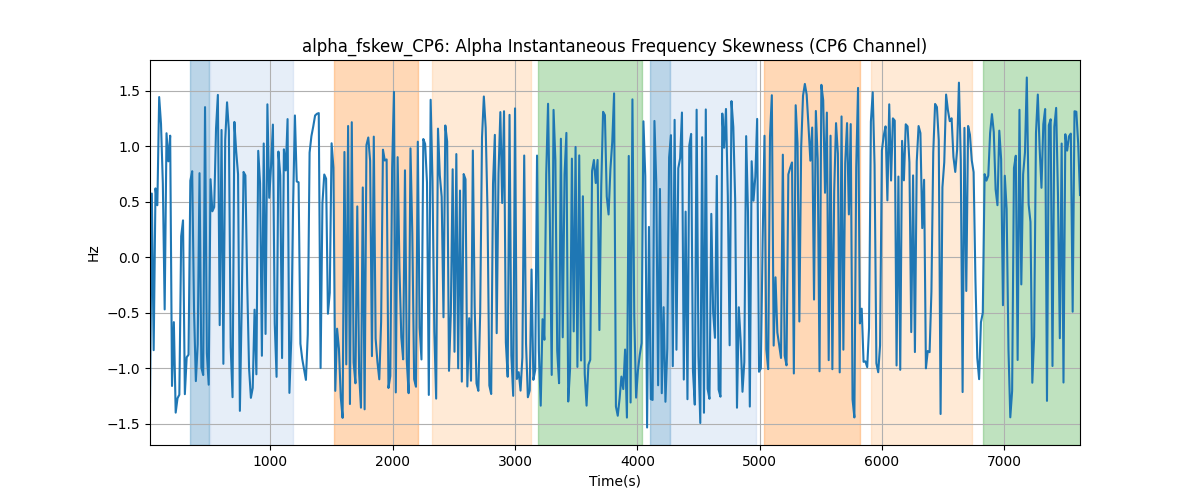 alpha_fskew_CP6: Alpha Instantaneous Frequency Skewness (CP6 Channel)
1.5
1.0
0.5
0.0
−0.5
−1.0
−1.5
Hz
1000 2000 3000 4000 5000 6000 7000
Time(s)